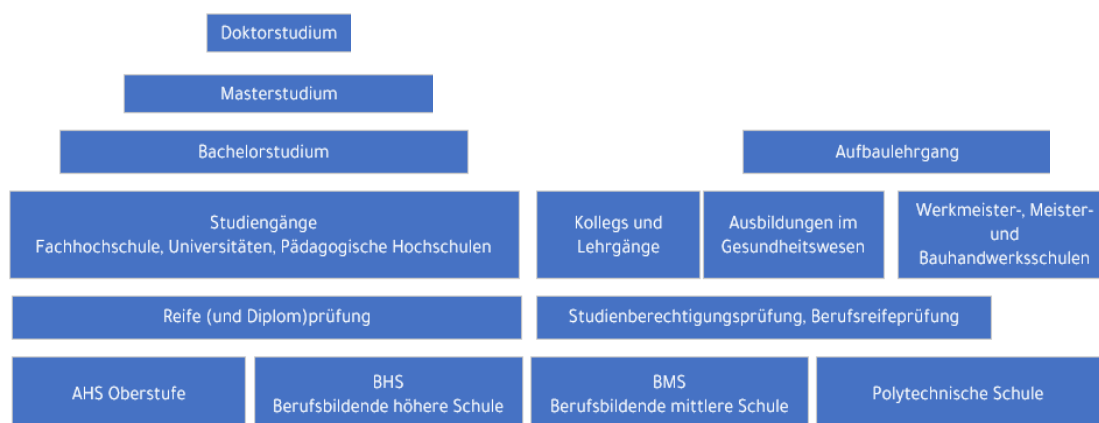 Doktorstudium
Masterstudium
Bachelorstudium
Aufbaulehrgang
Studiengänge
Fachhochschule, Universitäten, Pädagogische Hochschulen
Kollegs und
Lehrgänge
Ausbildungen im
Gesundheitswesen
Werkmeister-, Meister-
und
Bauhandwerksschulen
Reife (und Diplom)prüfung
Studienberechtigungsprüfung, Berufsreifeprüfung
AHS Oberstufe
BHS
Berufsbildende höhere Schule
BMS
Berufsbildende mittlere Schule
Polytechnische Schule